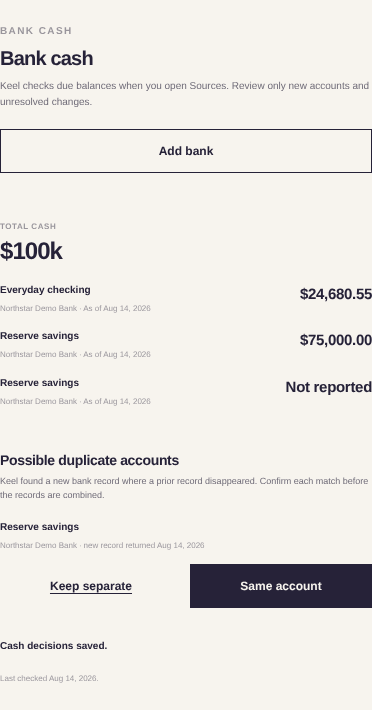 BANK CASH
Bank cash
Keel checks due balances when you open Sources. Review only new accounts and
unresolved changes.
Add bank
TOTAL CASH
$100k
Everyday checking
$24,680.55
Northstar Demo Bank · As of Aug 14, 2026
Reserve savings
$75,000.00
Northstar Demo Bank · As of Aug 14, 2026
Reserve savings
Not reported
Northstar Demo Bank · As of Aug 14, 2026
Possible duplicate accounts
Keel found a new bank record where a prior record disappeared. Confirm each match before
the records are combined.
Reserve savings
Northstar Demo Bank · new record returned Aug 14, 2026
Keep separate
Same account
Cash decisions saved.
Last checked Aug 14, 2026.